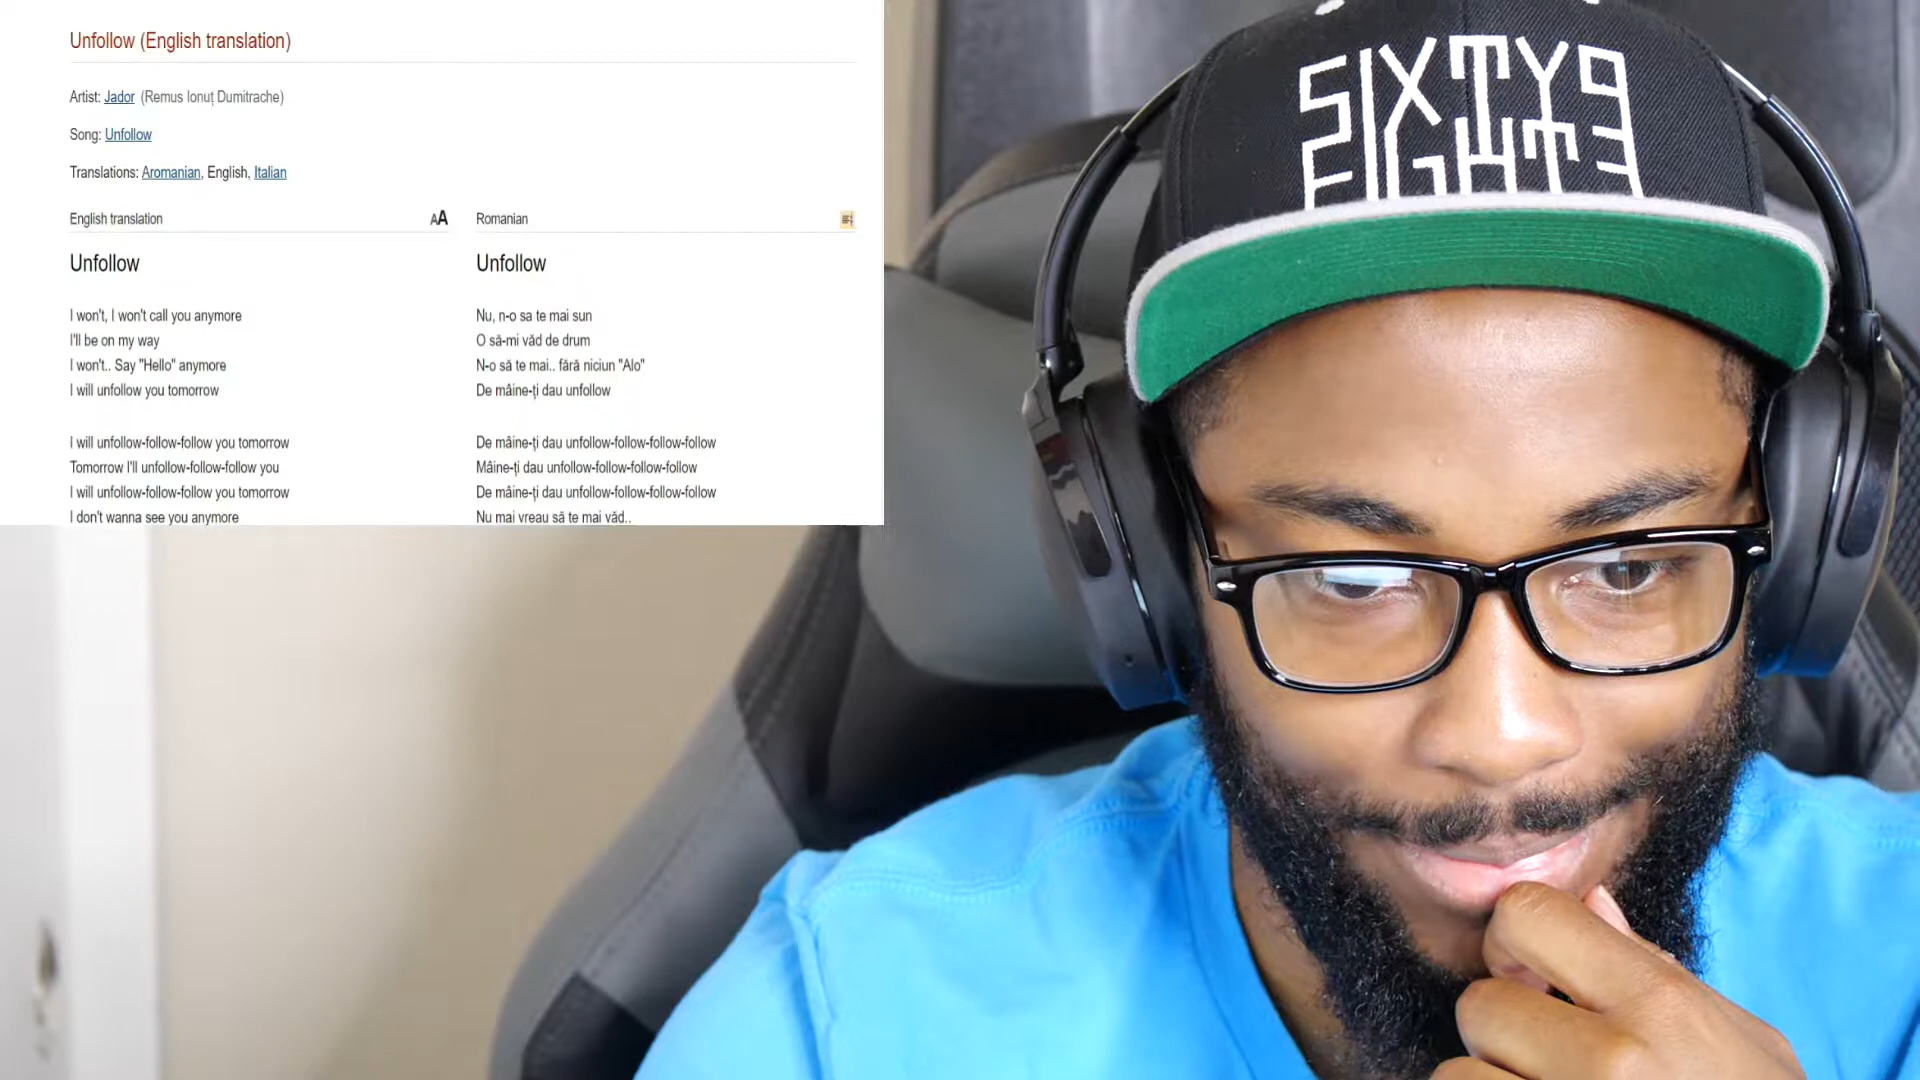 Unfollow (English translation)
Artist: Jador (Remus Ionuț Dumitrache)
Song: Unfollow
Translations: Aromanian, English, Italian
English translation AA
Unfollow
I won't, I won't call you anymore
I'll be on my way
I won't.. Say "Hello" anymore
I will unfollow you tomorrow
I will unfollow-follow-follow you tomorrow
Tomorrow I'll unfollow-follow-follow you
I will unfollow-follow-follow you tomorrow
I don't wanna see you anymore
Romanian
Unfollow
Nu, n-o sa te mai sun
O să-mi văd de drum
N-o să te mai.. fără niciun "Alo"
De mâine-ți dau unfollow
De mâine-ți dau unfollow-follow-follow-follow
Mâine-ți dau unfollow-follow-follow-follow
De mâine-ți dau unfollow-follow-follow-follow
Nu mai vreau să te mai văd..
SIXTY
EIGHT